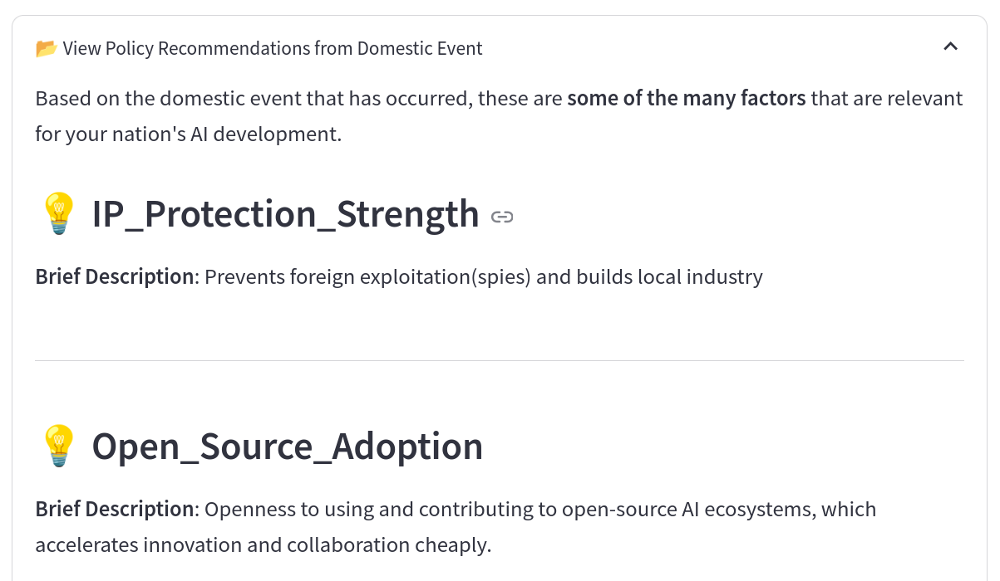 📂 View Policy Recommendations from Domestic Event
Based on the domestic event that has occurred, these are some of the many factors that are relevant
for your nation's AI development.
💡 IP_Protection_Strength
Brief Description: Prevents foreign exploitation(spies) and builds local industry
💡 Open_Source_Adoption
Brief Description: Openness to using and contributing to open-source AI ecosystems, which
accelerates innovation and collaboration cheaply.